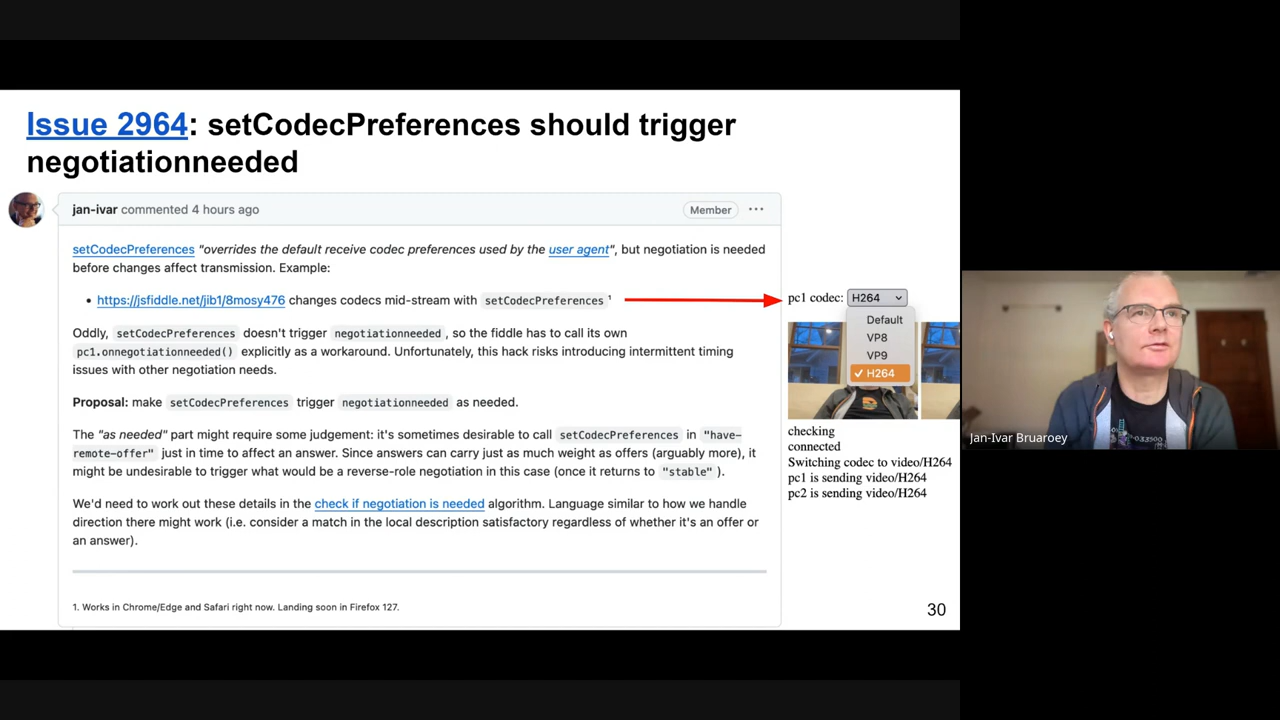 Issue 2964: setCodecPreferences should trigger
negotiationneeded
jan-ivar commented 4 hours ago
Member
...
setCodecPreferences "overrides the default receive codec preferences used by the user agent", but negotiation is needed
before changes affect transmission. Example:
• https://jsfiddle.net/jib1/8mosy476 changes codecs mid-stream with setCodecPreferences ¹
Oddly, setCodecPreferences doesn't trigger negotiationneeded, so the fiddle has to call its own
pc1.onnegotiationneeded() explicitly as a workaround. Unfortunately, this hack risks introducing intermittent timing
issues with other negotiation needs.
Proposal: make setCodecPreferences trigger negotiationneeded as needed.
The "as needed" part might require some judgement: it's sometimes desirable to call setCodecPreferences in "have-
remote-offer" just in time to affect an answer. Since answers can carry just as much weight as offers (arguably more), it
might be undesirable to trigger what would be a reverse-role negotiation in this case (once it returns to "stable").
We'd need to work out these details in the check if negotiation is needed algorithm. Language similar to how we handle
direction there might work (i.e. consider a match in the local description satisfactory regardless of whether it's an offer or
an answer).
1. Works in Chrome/Edge and Safari right now. Landing soon in Firefox 127.
pc1 codec: H264
Default
VP8
VP9
✓ H264
checking
connected
Switching codec to video/H264
pc1 is sending video/H264
pc2 is sending video/H264
30
Jan-Ivar Bruaroey